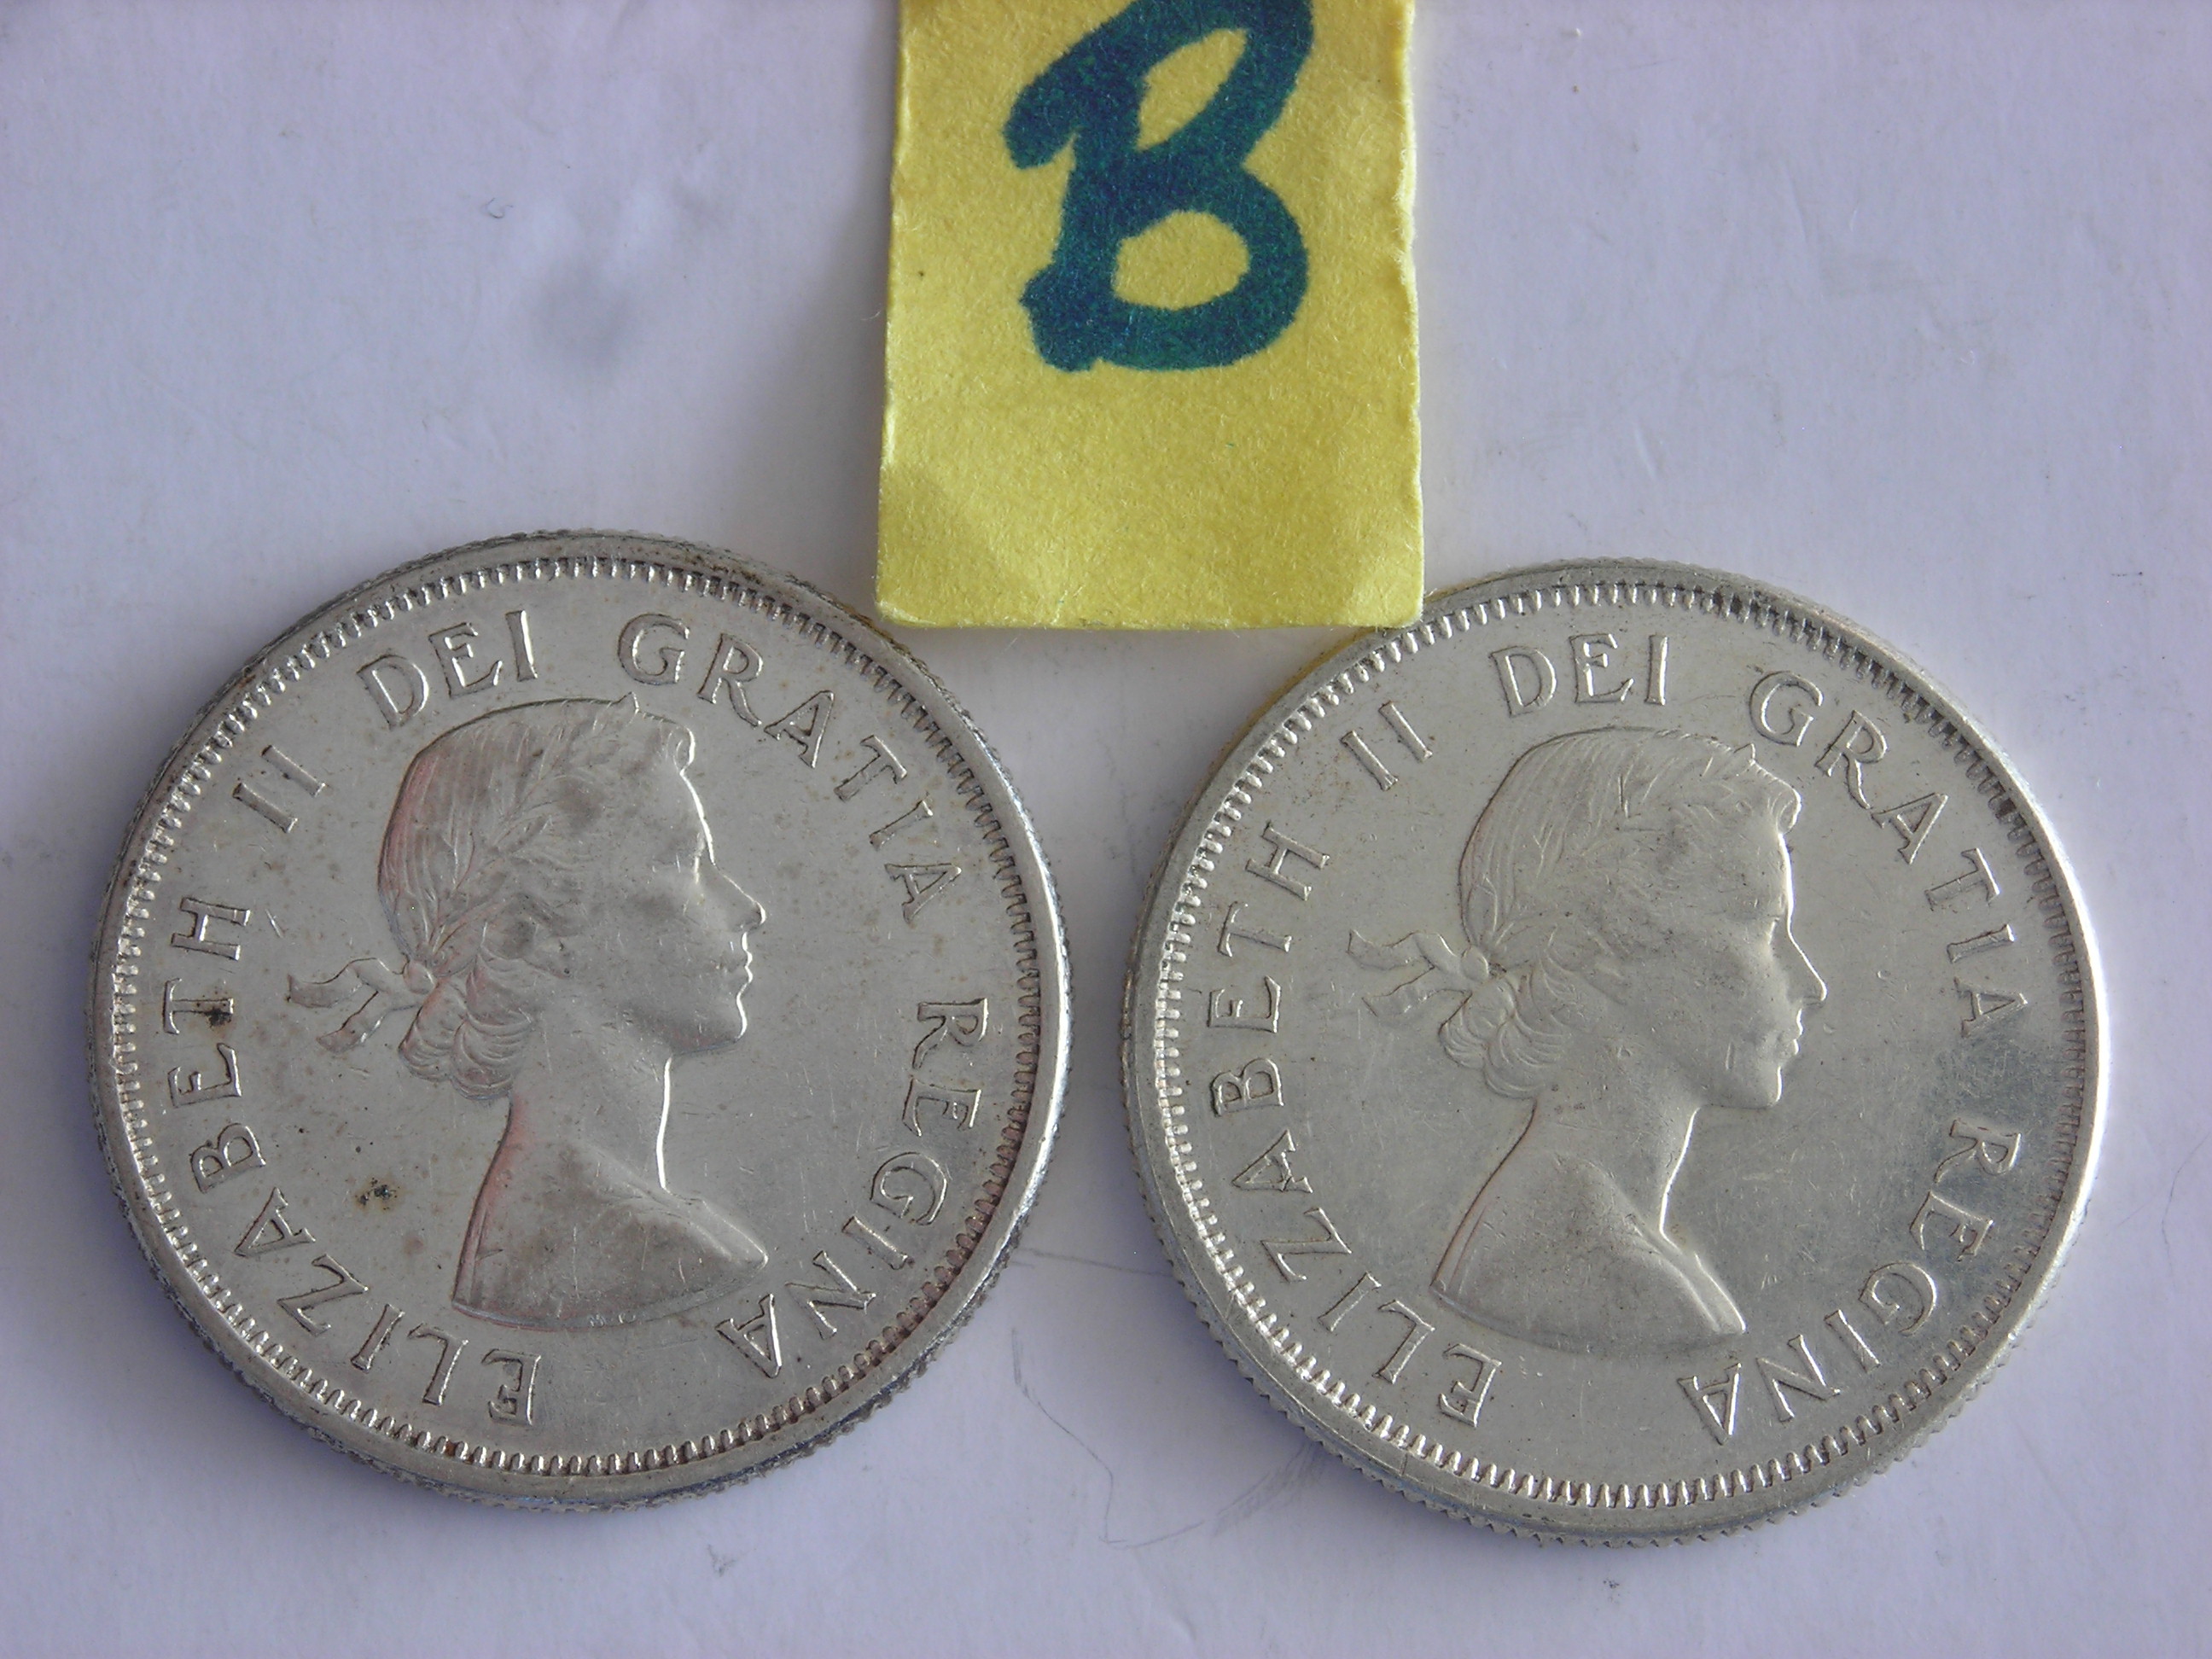 B
ELIZABETH II DEI GRATIA REGINA
ELIZABETH II DEI GRATIA REGINA